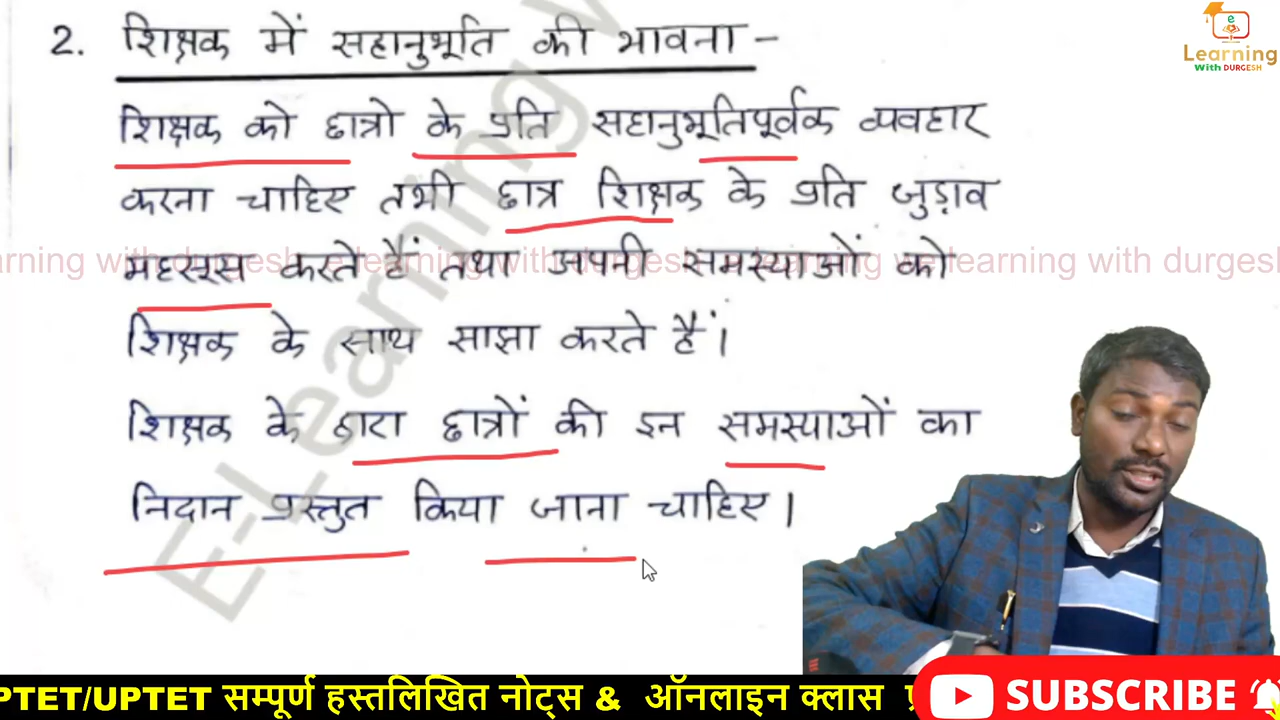 2. शिक्षक में सहानुभूति की भावना -
शिक्षक को छात्रो के प्रति सहानुभूतिपूर्वक व्यवहार
करना चाहिए तभी छात्र शिक्षक के प्रति जुड़ाव
महसूस करते हैं तथा अपनी समस्याओं को
शिक्षक के साथ साझा करते हैं।
शिक्षक के द्वारा छात्रों की इन समस्याओं का
निदान प्रस्तुत किया जाना चाहिए।
arning with durgesh learning we learning with durgesh
E-Learning W
e
Learning
With DURGESH
PTET/UPTET सम्पूर्ण हस्तलिखित नोट्स & ऑनलाइन क्लास
SUBSCRIBE